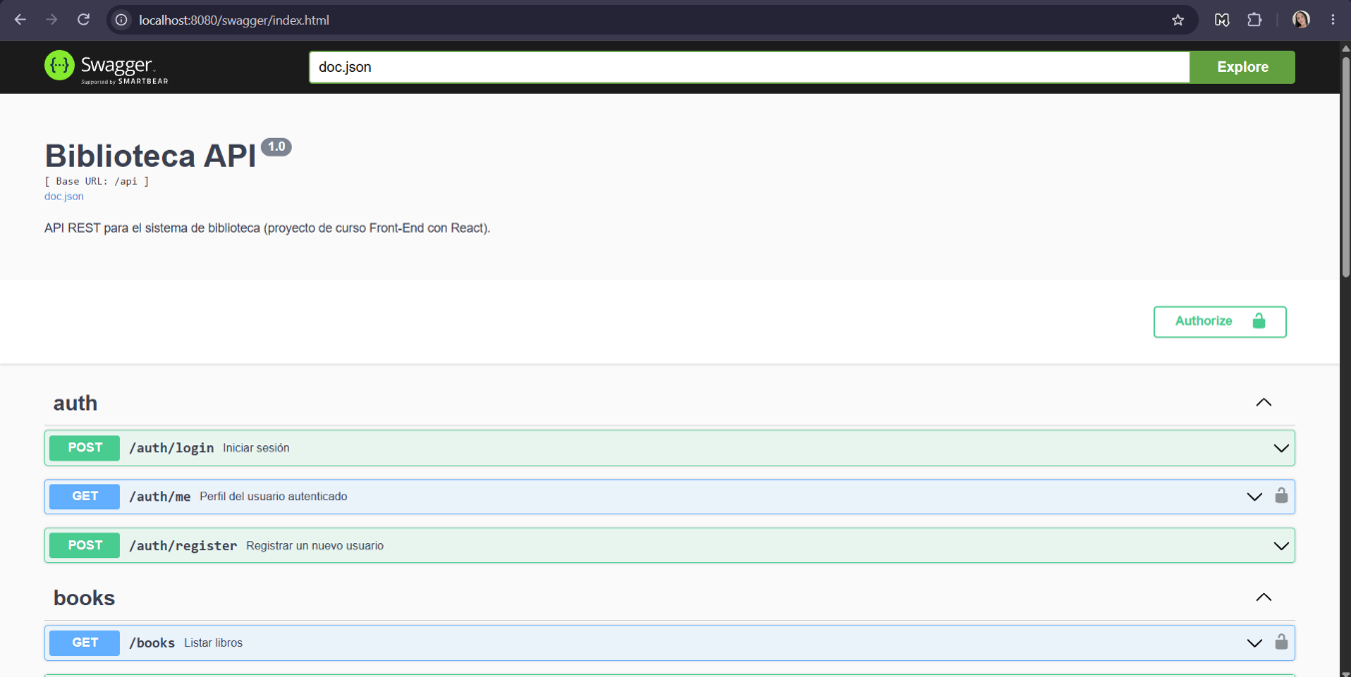 localhost:8080/swagger/index.html
Swagger.
Supported by SMARTBEAR
doc.json
Explore
Biblioteca API 1.0
[ Base URL: /api ]
doc.json
API REST para el sistema de biblioteca (proyecto de curso Front-End con React).
Authorize
auth
POST /auth/login Iniciar sesión
GET /auth/me Perfil del usuario autenticado
POST /auth/register Registrar un nuevo usuario
books
GET /books Listar libros